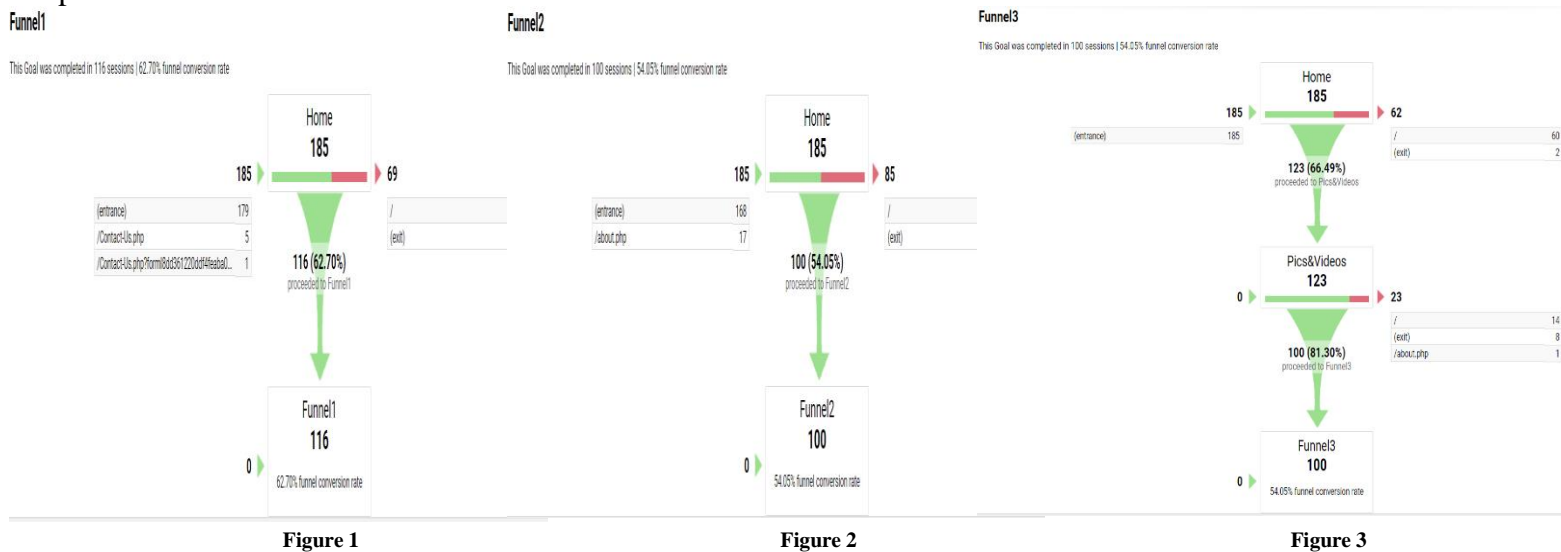 Funnel1
This Goal was completed in 116 sessions | 62.70% funnel conversion rate
Home
185
185
69
(entrance) 179
/Contact-Us.php 5
1
/
(exit)
116 (62.70%)
proceeded to Funnel1
Funnel1
116
0
62.70% funnel conversion rate
Figure 1
Funnel2
This Goal was completed in 100 sessions | 54.05% funnel conversion rate
Home
185
185
85
(entrance) 168
/about.php 17
/
(exit)
100 (54.05%)
proceeded to Funnel2
Funnel2
100
0
54.05% funnel conversion rate
Figure 2
Funnel3
This Goal was completed in 100 sessions | 54.05% funnel conversion rate
Home
185
185
62
(entrance) 185
/ 60
(exit) 2
123 (66.49%)
proceeded to Pics&Videos
Pics&Videos
123
0
23
/ 14
(exit) 8
/about.php 1
100 (81.30%)
proceeded to Funnel3
Funnel3
100
0
54.05% funnel conversion rate
Figure 3